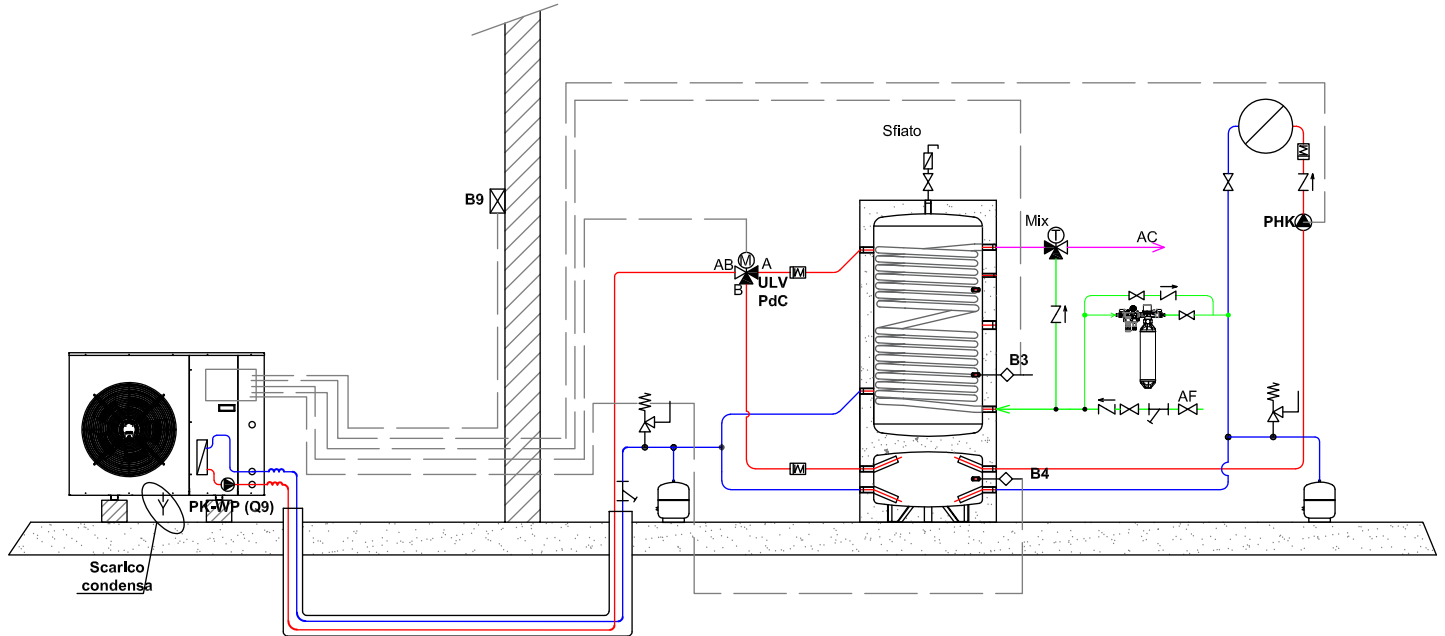 Sfiato
B9
Mix
T
AC
PHK
AB
M
A
B
ULV
PdC
B3
AF
B4
PK-WP (Q9)
Scarico
condensa